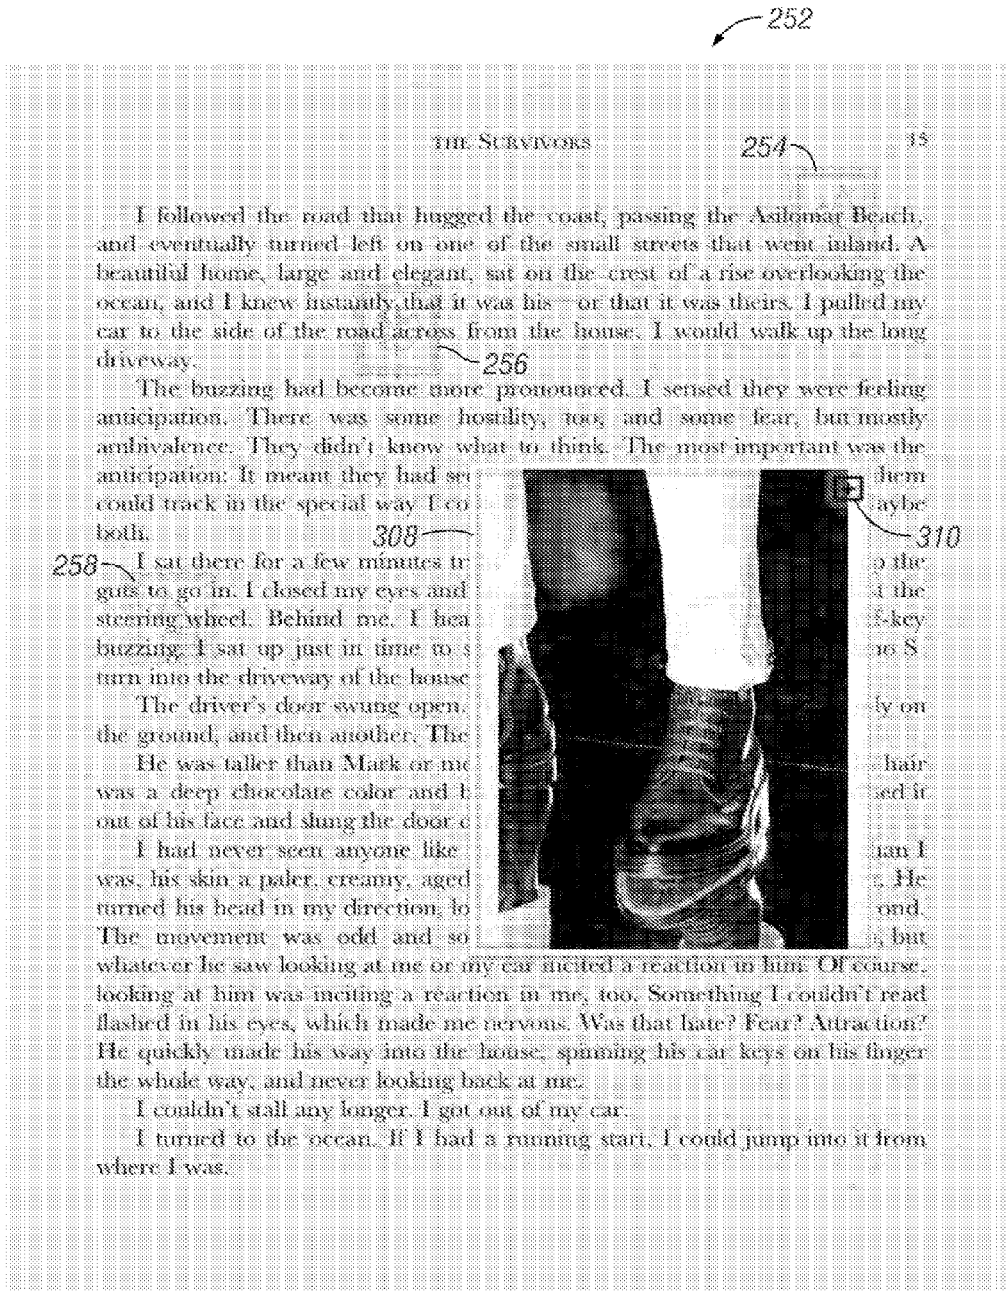 252
THE SURVIVORS 15
254
I followed the road that hugged the coast, passing the Asilomar Beach,
and eventually turned left on one of the small streets that went inland. A
beautiful home, large and elegant, sat on the crest of a rise overlooking the
ocean, and I knew instantly that it was his—or that it was theirs. I pulled my
car to the side of the road across from the house. I would walk up the long
driveway.
256
The buzzing had become more pronounced. I sensed they were feeling
anticipation. There was some hostility, too, and some fear, but mostly
ambivalence. They didn't know what to think. The most important was the
anticipation: It meant they had see hem
could track in the special way I co aybe
both.
308
310
258
I sat there for a few minutes tr o the
guts to go in. I closed my eyes and t the
steering wheel. Behind me, I hea f-key
buzzing. I sat up just in time to s no S
turn into the driveway of the house
The driver's door swung open. ly on
the ground, and then another. The
He was taller than Mark or me hair
was a deep chocolate color and h sed it
out of his face and slung the door c
I had never seen anyone like han I
was, his skin a paler, creamy, aged He
turned his head in my direction, lo ond.
The movement was odd and so , but
whatever he saw looking at me or my car incited a reaction in him. Of course,
looking at him was inciting a reaction in me, too. Something I couldn't read
flashed in his eyes, which made me nervous. Was that hate? Fear? Attraction?
He quickly made his way into the house, spinning his car keys on his finger
the whole way, and never looking back at me.
I couldn't stall any longer. I got out of my car.
I turned to the ocean. If I had a running start, I could jump into it from
where I was.